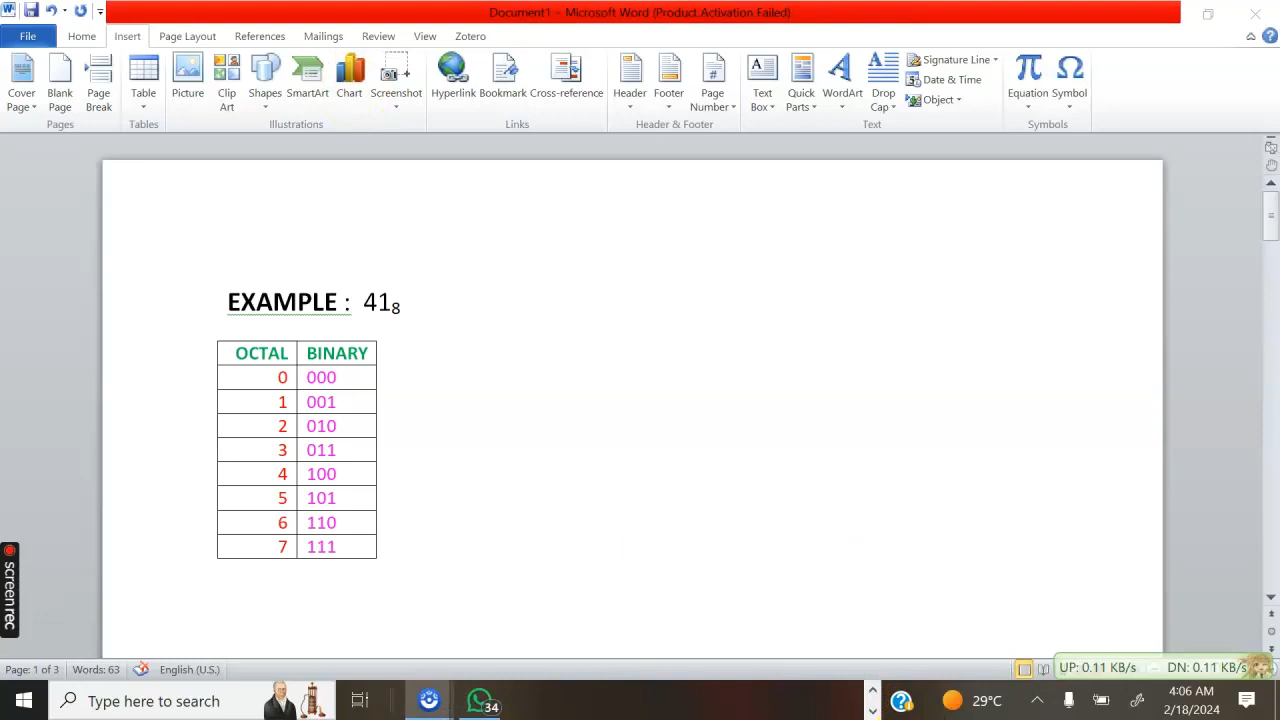 Document1 - Microsoft Word (Product Activation Failed)
File Home Insert Page Layout References Mailings Review View Zotero
Cover Page Blank Page Page Break Table Picture Clip Art Shapes SmartArt Chart Screenshot Hyperlink Bookmark Cross-reference Header Footer Page Number Text Box Quick Parts WordArt Drop Cap Signature Line Date & Time Object Equation Symbol
Pages Tables Illustrations Links Header & Footer Text Symbols
EXAMPLE : 41₈
OCTAL BINARY
0 000
1 001
2 010
3 011
4 100
5 101
6 110
7 111
screen rec
Page: 1 of 3 Words: 63 English (U.S.) UP: 0.11 KB/s DN: 0.11 KB/s
Type here to search 34 29°C 4:06 AM
2/18/2024